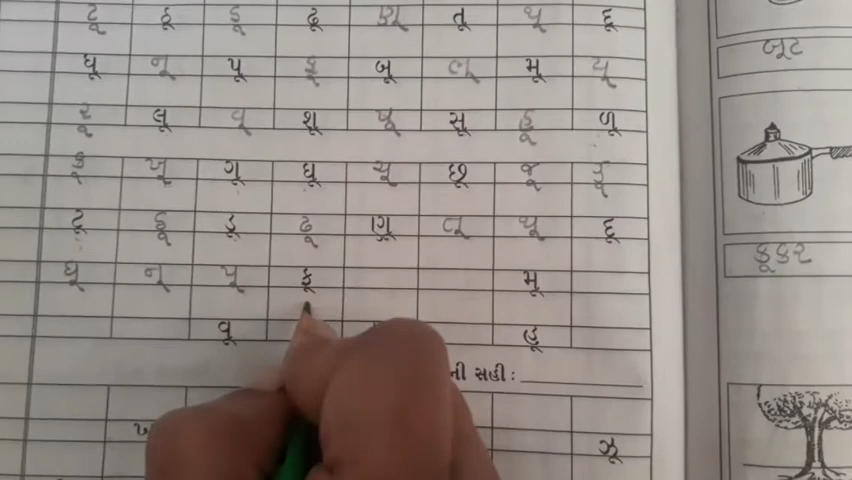 ટૂ ઠૂ ડૂ ઢૂ ણૂ તૂ થૂ દૂ
ધૂ નૂ પૂ ફૂ બૂ ભૂ મૂ યૂ
રૂ લૂ વૂ શૂ ષૂ સૂ હૂ ળૂ
કૂ ખૂ ગૂ ઘૂ ચૂ છૂ જૂ ઝૂ
ટૂ ઠૂ ડૂ ઢૂ ણૂ તૂ થૂ દૂ
ધૂ નૂ પૂ ફૂ મૂ
વૂ હૂ
ની સહી :
ઝૂ
બૂટ
કૂકર